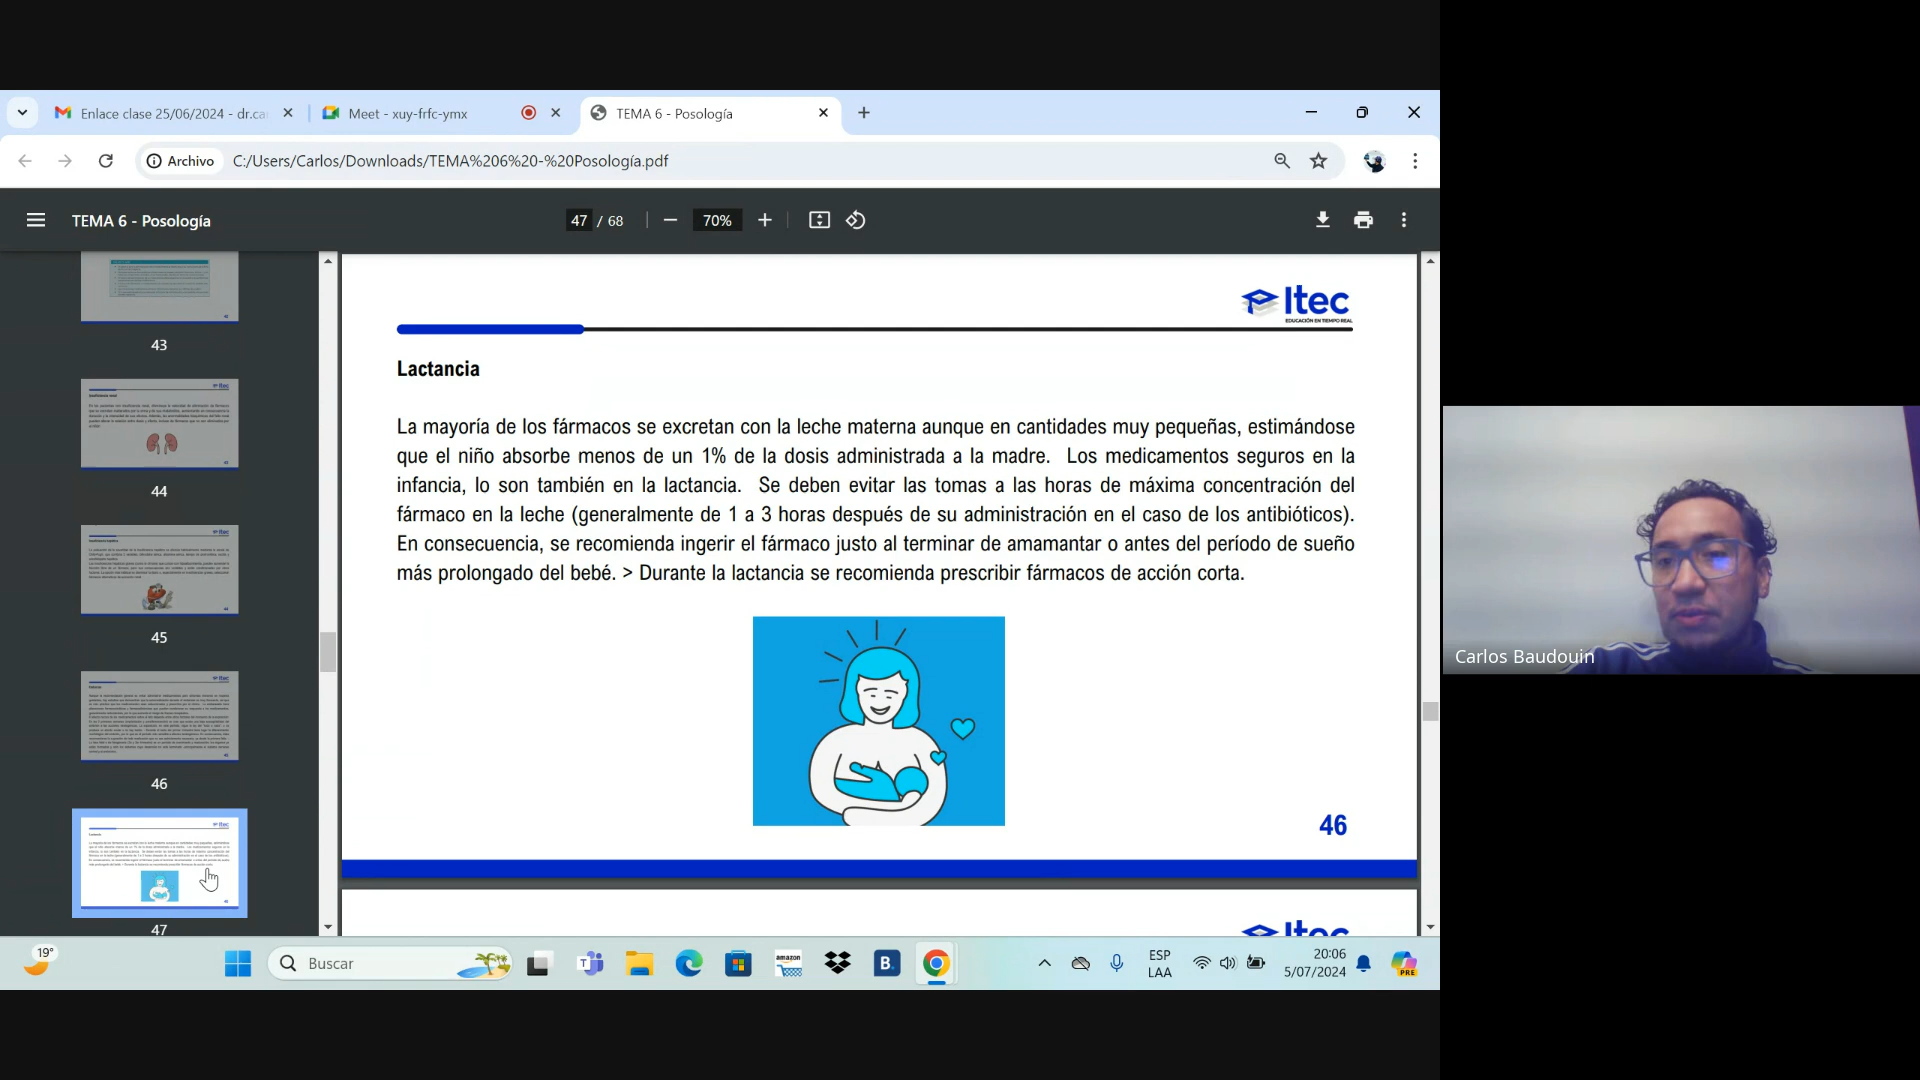 Enlace clase 25/06/2024 - dr.ca
Meet - xuy-frfc-ymx
TEMA 6 - Posología
Archivo
C:/Users/Carlos/Downloads/TEMA%206%20-%20Posología.pdf
TEMA 6 - Posología
47 / 68
70%
43
44
45
46
47
Itec
EDUCACIÓN EN TIEMPO REAL
Lactancia
La mayoría de los fármacos se excretan con la leche materna aunque en cantidades muy pequeñas, estimándose
que el niño absorbe menos de un 1% de la dosis administrada a la madre. Los medicamentos seguros en la
infancia, lo son también en la lactancia. Se deben evitar las tomas a las horas de máxima concentración del
fármaco en la leche (generalmente de 1 a 3 horas después de su administración en el caso de los antibióticos).
En consecuencia, se recomienda ingerir el fármaco justo al terminar de amamantar o antes del período de sueño
más prolongado del bebé. > Durante la lactancia se recomienda prescribir fármacos de acción corta.
46
Itec
Carlos Baudouin
19°
Buscar
amazon
B.
ESP
LAA
20:06
5/07/2024
PRE